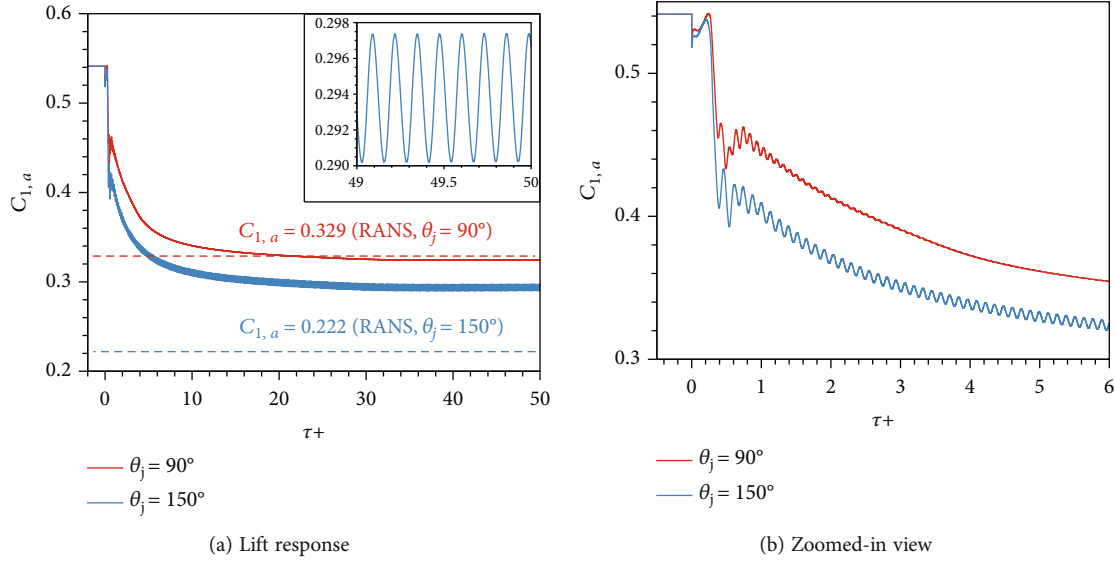 0.6
0.5
0.4
0.3
0.2
C1, a
0.298
0.296
0.294
0.292
0.290
49
49.5
50
C1, a = 0.329 (RANS, θj = 90°)
C1, a = 0.222 (RANS, θj = 150°)
0
10
20
30
40
50
τ+
θj = 90°
θj = 150°
(a) Lift response
0.5
0.4
0.3
C1, a
0
1
2
3
4
5
6
τ+
θj = 90°
θj = 150°
(b) Zoomed-in view